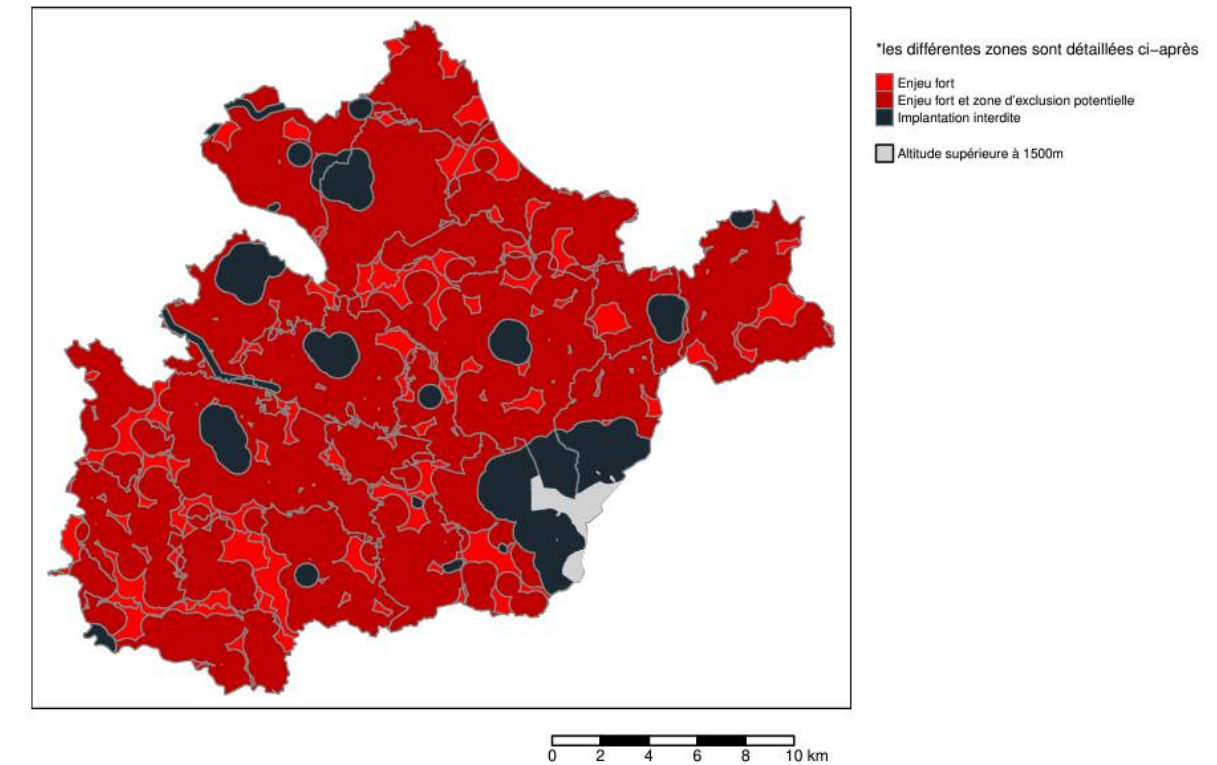 *les différentes zones sont détaillées ci−après
Enjeu fort
Enjeu fort et zone d'exclusion potentielle
Implantation interdite
Altitude supérieure à 1500m
0 2 4 6 8 10 km